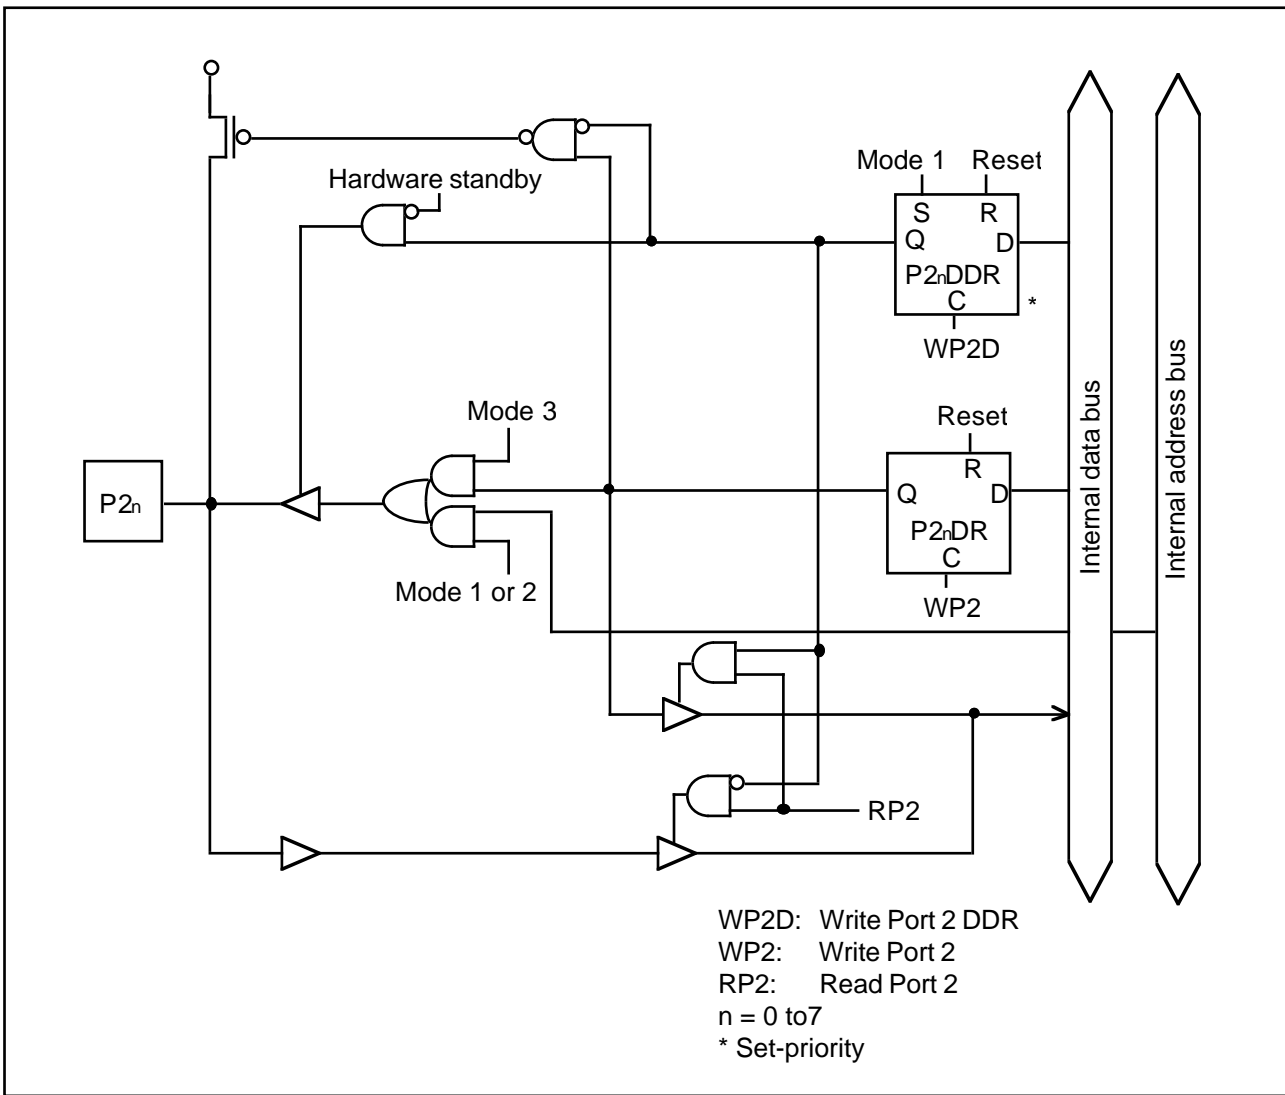 Hardware standby
Mode 1
Reset
S
R
Q
D
P2nDDR
C
*
WP2D
Mode 3
Reset
R
P2n
Q
D
P2nDR
C
Mode 1 or 2
WP2
Internal data bus
Internal address bus
RP2
WP2D: Write Port 2 DDR
WP2: Write Port 2
RP2: Read Port 2
n = 0 to7
* Set-priority